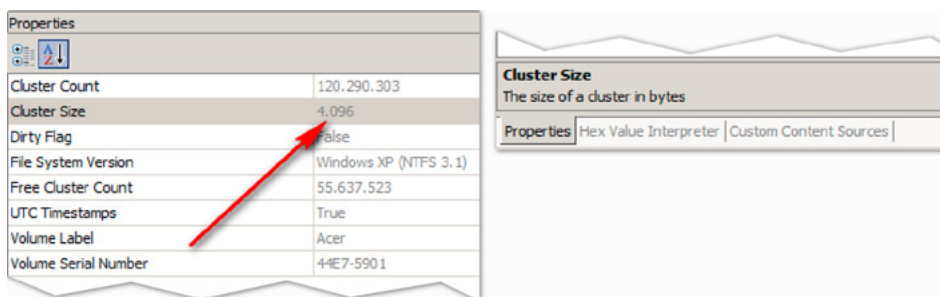 Properties
Cluster Count 120.290.303
Cluster Size 4.096
Dirty Flag False
File System Version Windows XP (NTFS 3.1)
Free Cluster Count 55.637.523
UTC Timestamps True
Volume Label Acer
Volume Serial Number 44E7-5901
Cluster Size
The size of a cluster in bytes
Properties Hex Value Interpreter Custom Content Sources